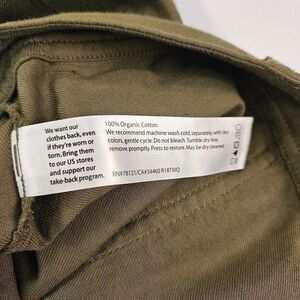 We want our
clothes back, even
if they're worn or
torn. Bring them
to our US stores
and support our
take-back program.
100% Organic Cotton
We recommend machine wash cold, separately, with like
colors, gentle cycle. Do not bleach. Tumble dry low,
remove promptly. Press to restore. May be dry cleaned.
RN#78121/CA#34460 R18TWQ